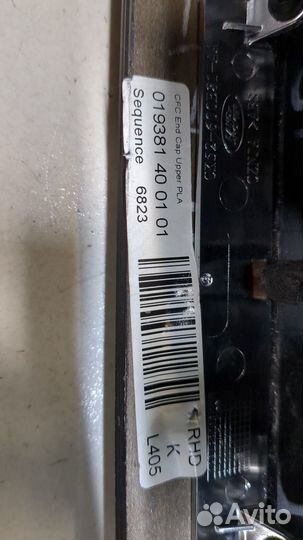 CFC End Cap Upper PLA
019381 40 01 01
Sequence 6823
RHD
K
L405
Avito